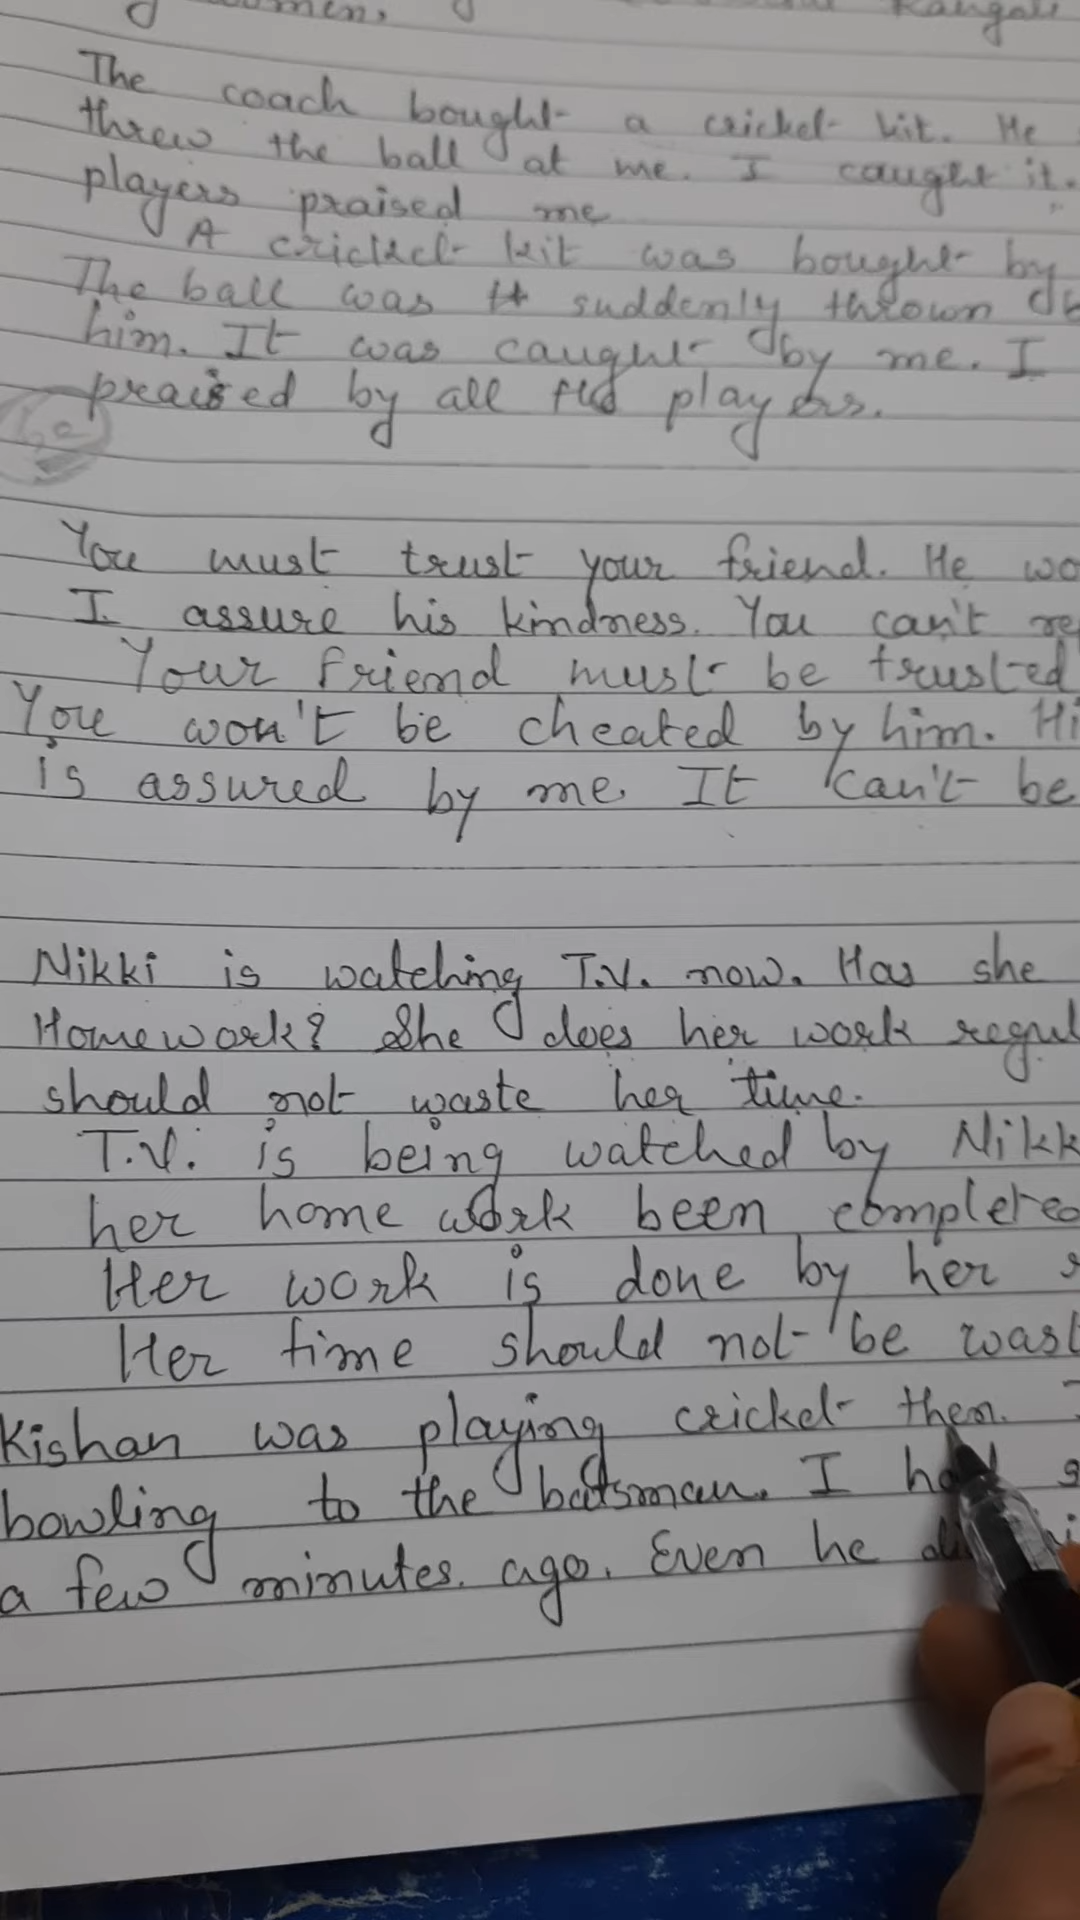 The coach bought a cricket kit. He
threw the ball at me. I caught it.
players praised me
A cricket kit was bought by
The ball was suddenly thrown
him. It was caught by me. I
praised by all players.
You must trust your friend. He wo
I assure his kindness. You can't re
Your friend must be trusted
You won't be cheated by him. Hi
is assured by me. It can't be
Nikki is watching T.V. now. Has she
Homework? She does her work regul
should not waste her time.
T.V. is being watched by Nikk
her home work been
Her work is done by her
Her time should not be wast
Kishan was playing cricket then.
bowling to the batsman. I
a few minutes. ago. Even he